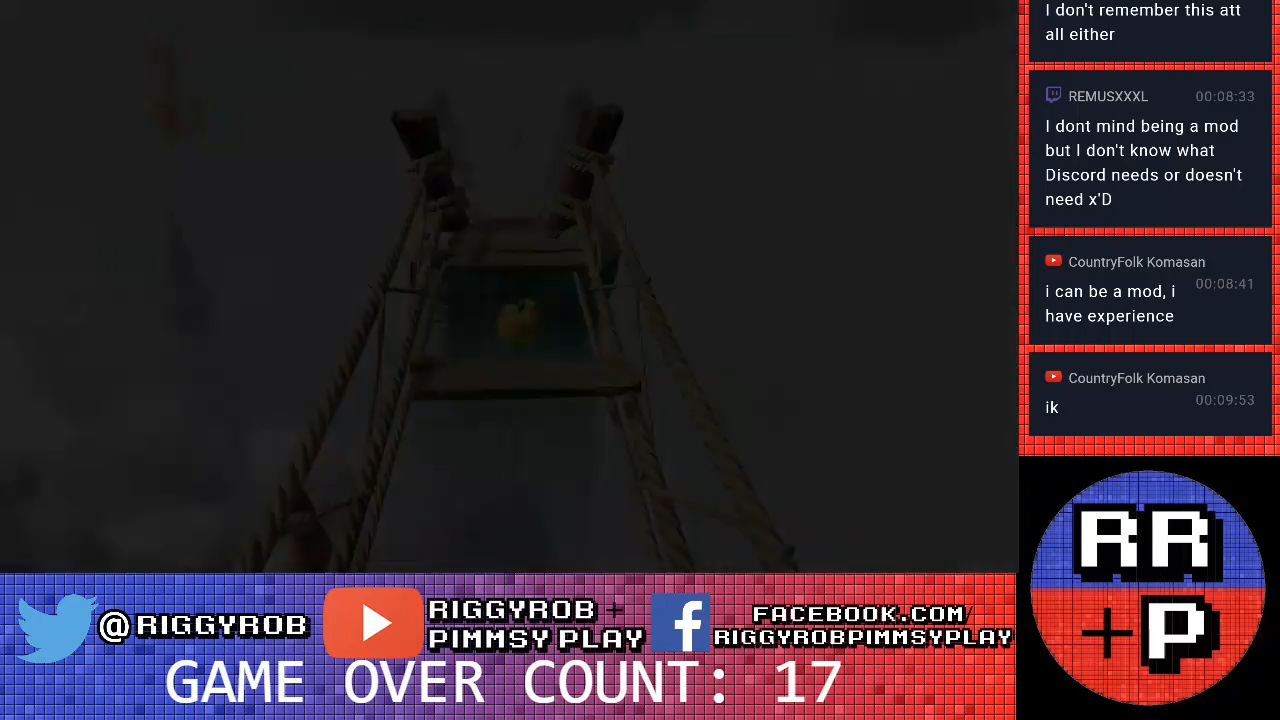 I don't remember this att
all either
REMUSXXXL 00:08:33
I dont mind being a mod
but I don't know what
Discord needs or doesn't
need x'D
CountryFolk Komasan
00:08:41
i can be a mod, i
have experience
CountryFolk Komasan
00:09:53
ik
@RIGGYROB
RIGGYROB +
PIMMSY PLAY
FACEBOOK.COM/
RIGGYROBPIMMSYPLAY
GAME OVER COUNT: 17
RR
+P